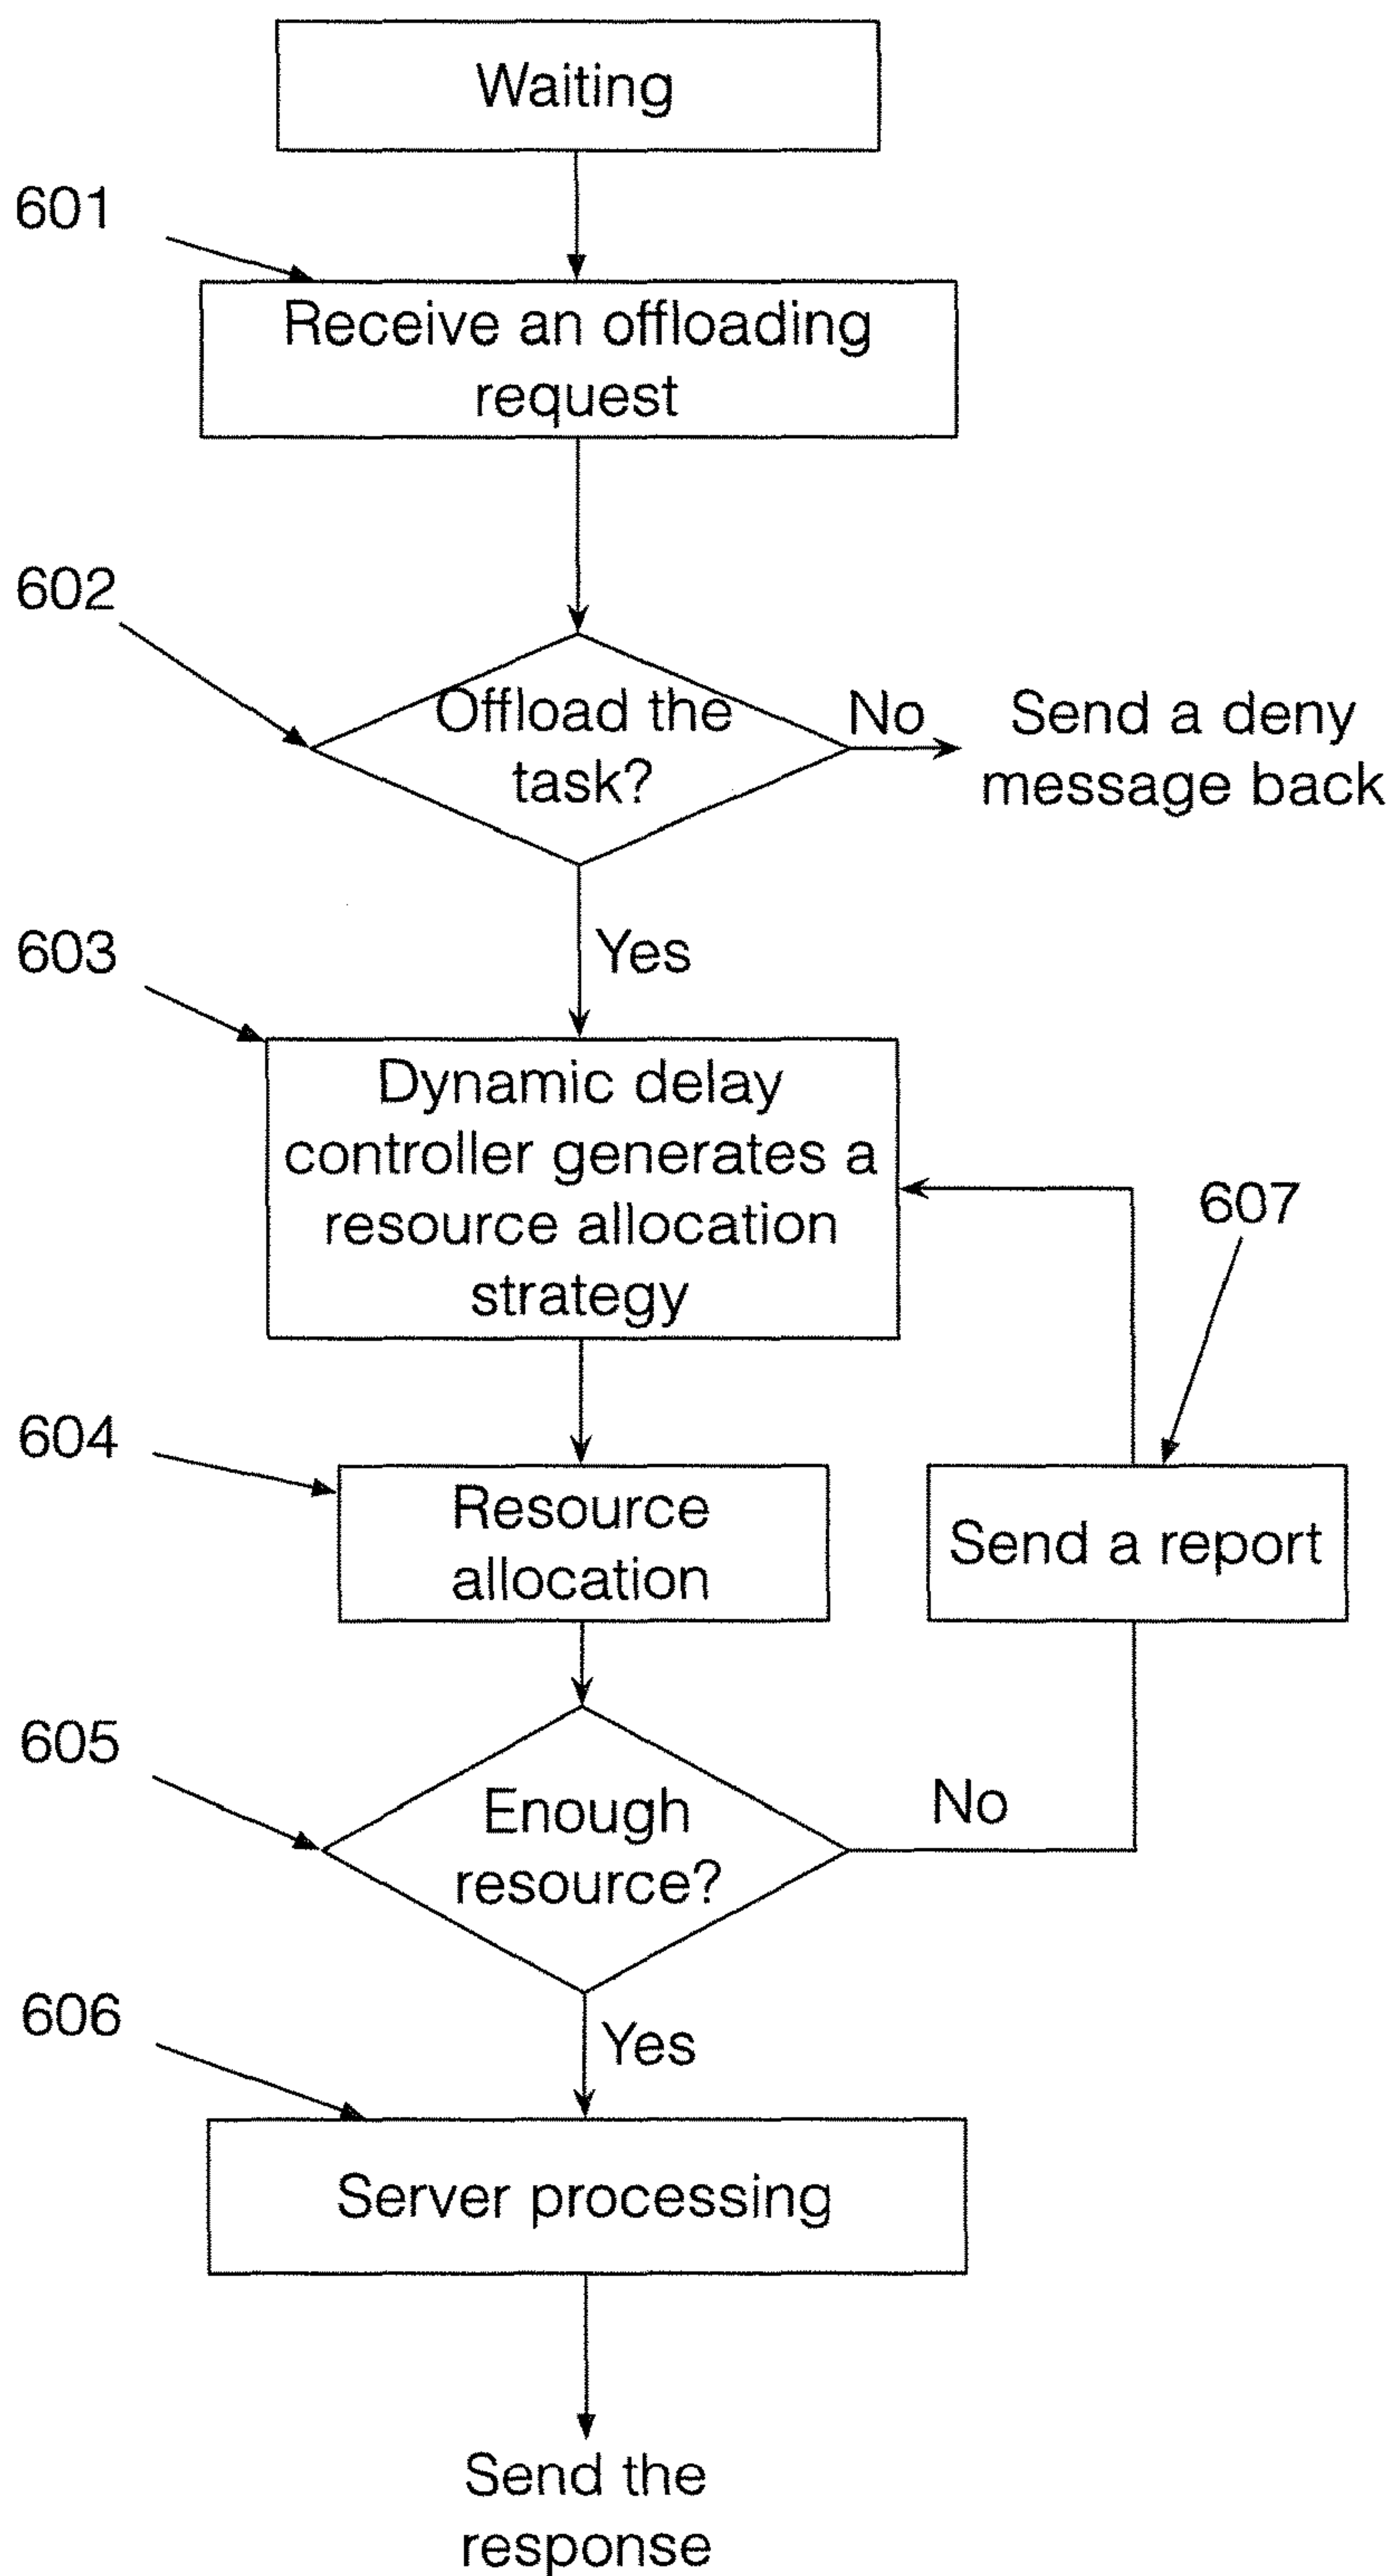 Waiting
601
Receive an offloading
request
602
Offload the
task?
No
Send a deny
message back
Yes
603
Dynamic delay
controller generates a
resource allocation
strategy
607
604
Resource
allocation
Send a report
605
Enough
resource?
No
606
Yes
Server processing
Send the
response